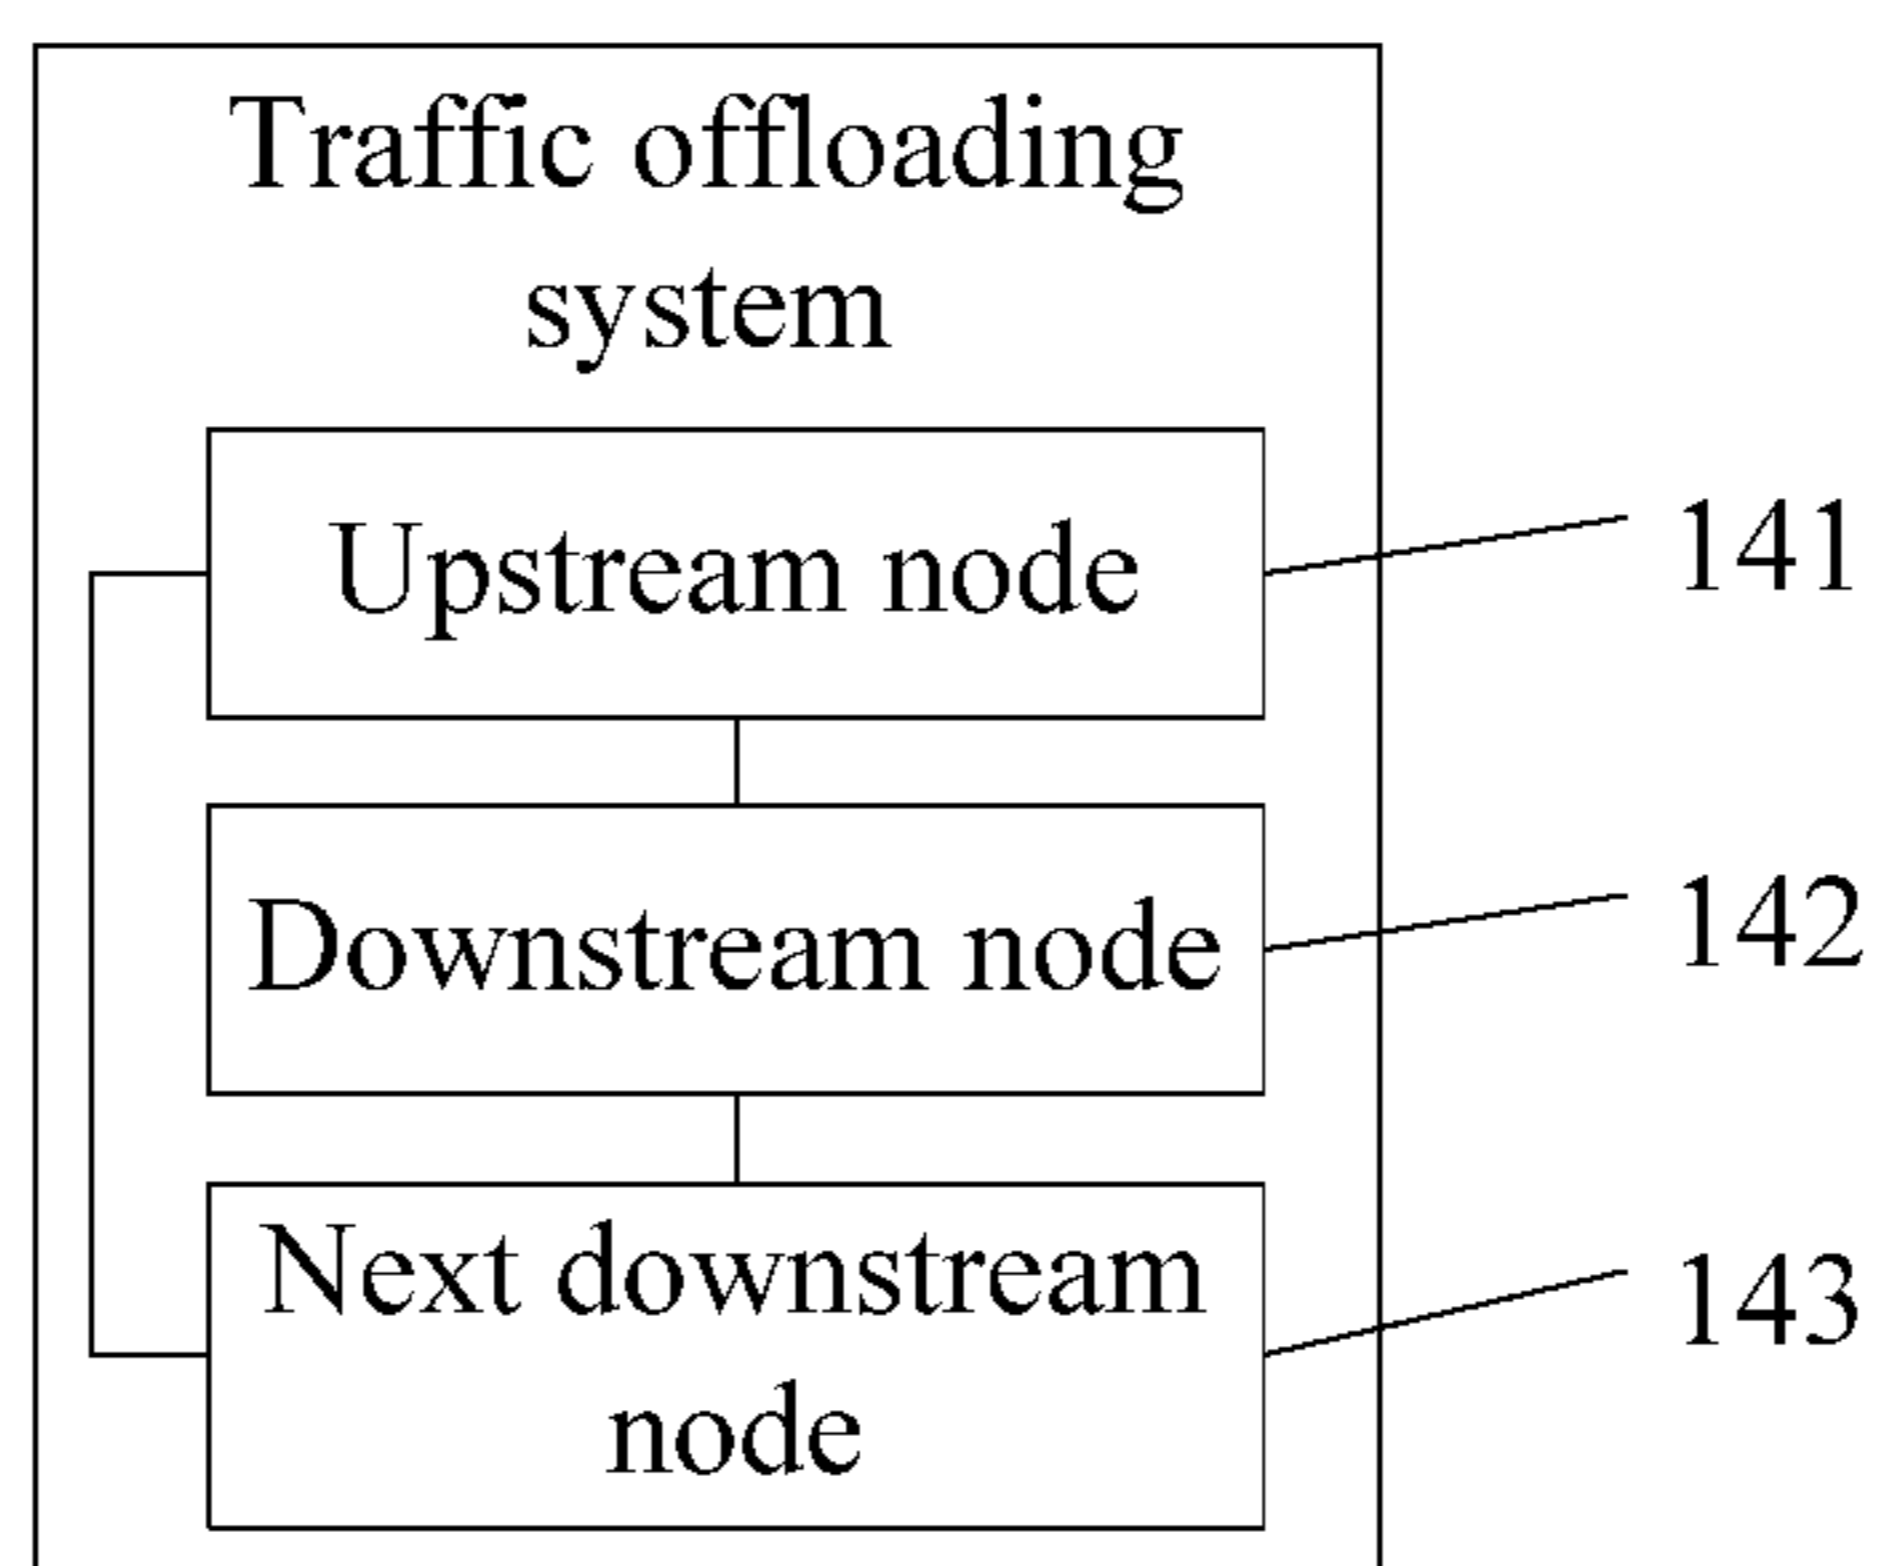 Traffic offloading
system
Upstream node
141
Downstream node
142
Next downstream
node
143